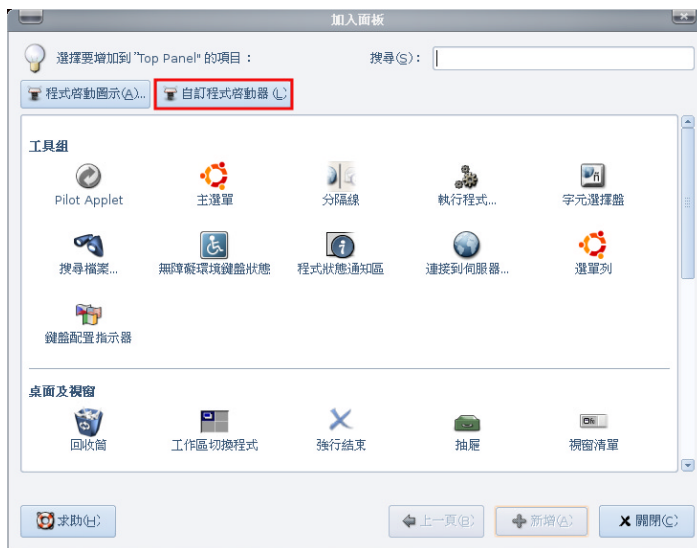 加入面板
選擇要增加到 "Top Panel" 的項目： 搜尋(S)：
程式啓動圖示(A)... 自訂程式啓動器 (L)
工具組
Pilot Applet 主選單 分隔線 執行程式... 字元選擇盤
搜尋檔案... 無障礙環境鍵盤狀態 程式狀態通知區 連接到伺服器... 選單列
鍵盤配置指示器
桌面及視窗
回收筒 工作區切換程式 強行結束 抽屜 視窗清單
求助(H) 上一頁(B) 新增(A) 關閉(C)